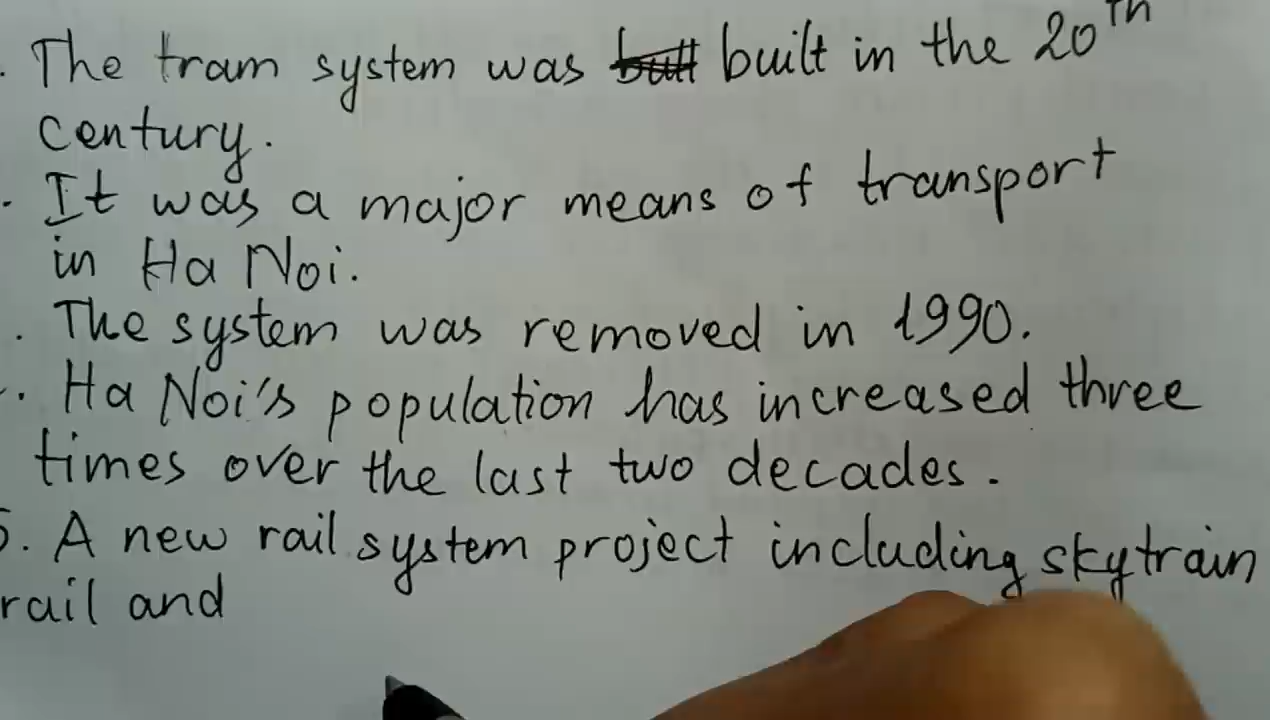 . The tram system was built in the 20th
century.
. It was a major means of transport
in Ha Noi.
. The system was removed in 1990.
. Ha Noi's population has increased three
times over the last two decades.
5. A new rail system project including skytrain
rail and